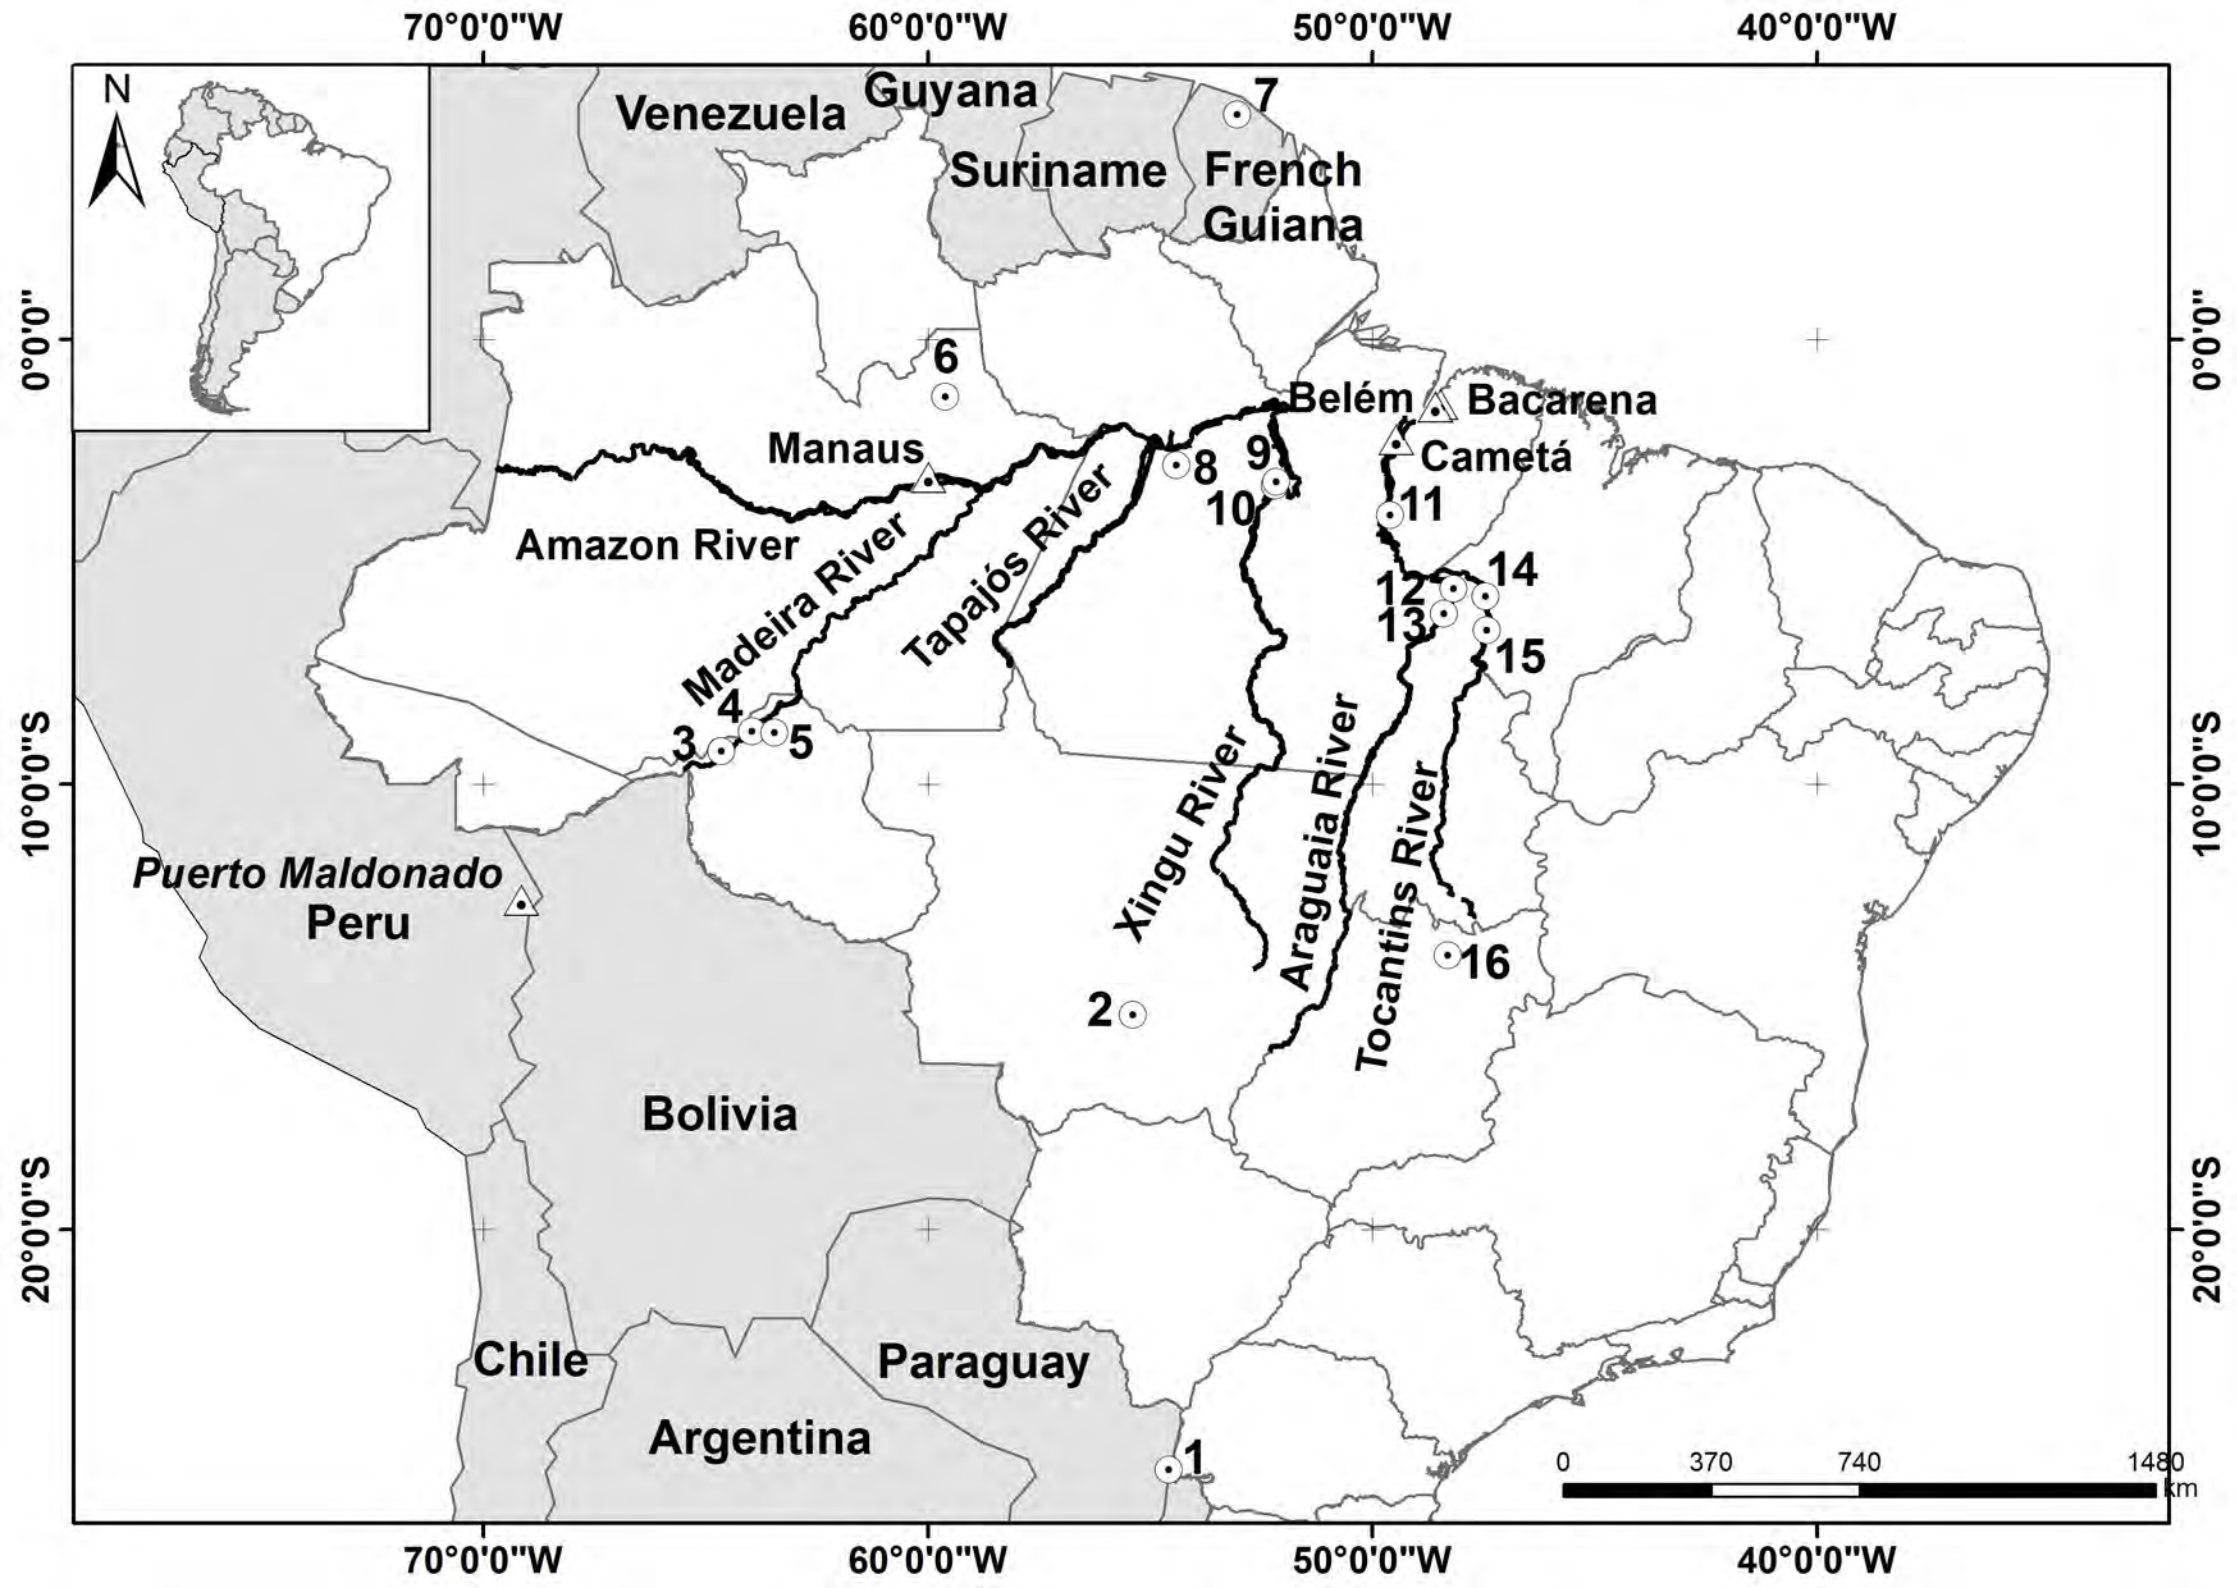 70°0'0"W
60°0'0"W
50°0'0"W
40°0'0"W
N
Venezuela
Guyana
7
Suriname
French
Guiana
0°0'0"
0°0'0"
6
Belém
Bacarena
Manaus
Cametá
8
9
10
11
Amazon River
Madeira River
Tapajós River
12
14
13
15
4
3
5
10°0'0"S
10°0'0"S
Xingu River
Araguaia River
Tocantins River
Puerto Maldonado
Peru
16
2
Bolivia
20°0'0"S
20°0'0"S
Chile
Paraguay
Argentina
1
0
370
740
1480
km
70°0'0"W
60°0'0"W
50°0'0"W
40°0'0"W